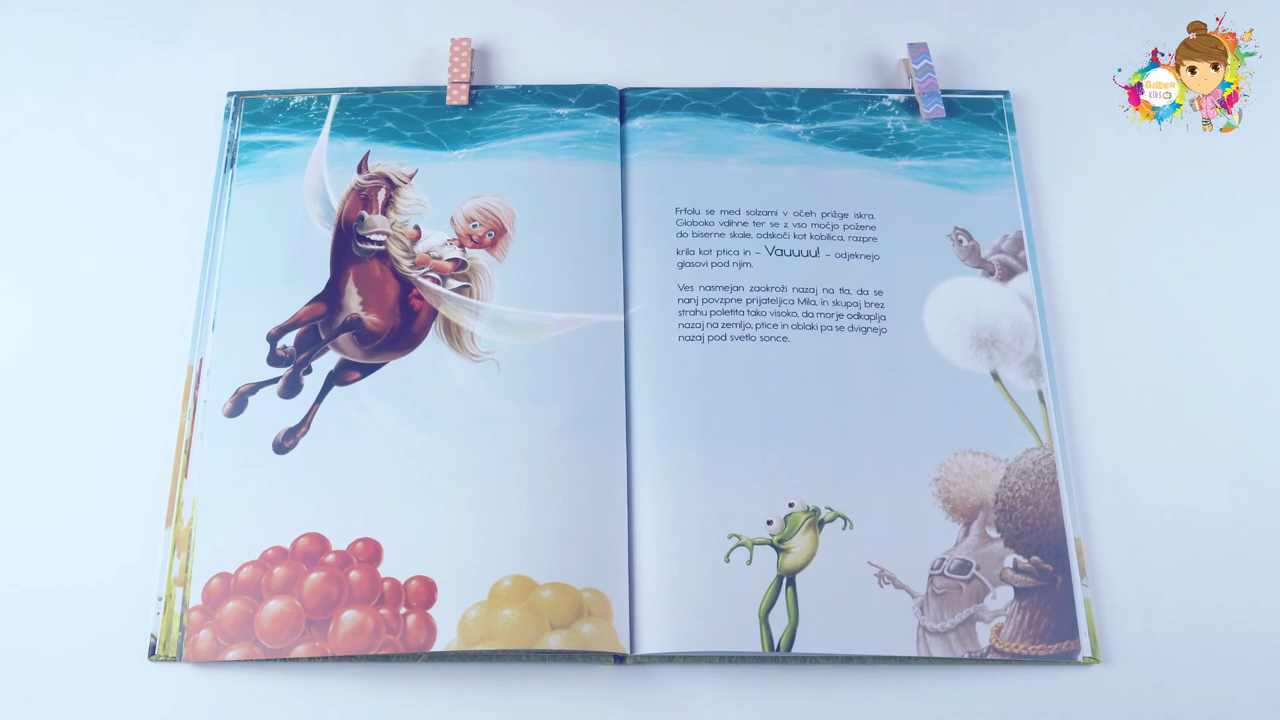 Frfolu se med solzami v očeh prižge iskra.
Globoko vdihne ter se z vso močjo požene
do biserne skale, odskoči kot kobilica, razpre
krila kot ptica in – Vauuuu! – odjeknejo
glasovi pod njim.
Ves nasmejan zaokroži nazaj na tla, da se
nanj povzpne prijateljica Mila, in skupaj brez
strahu poletita tako visoko, da morje odkaplja
nazaj na zemljo, ptice in oblaki pa se dvignejo
nazaj pod svetlo sonce.
KIDS